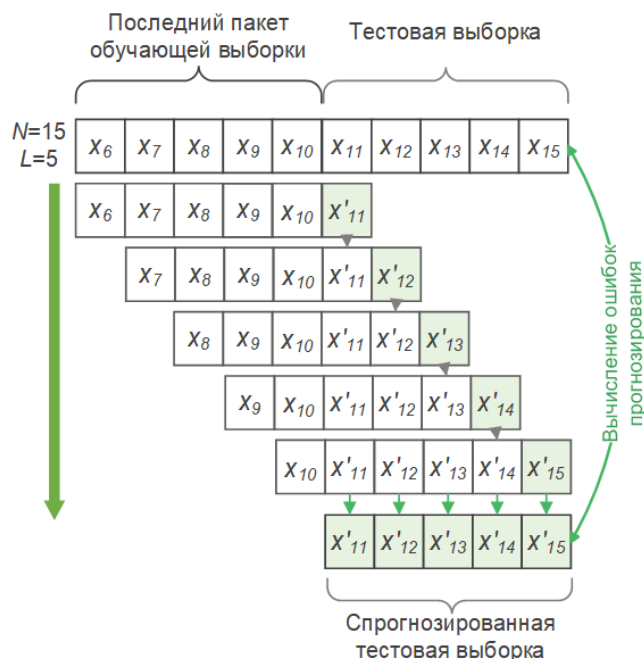 Последний пакет
обучающей выборки
Тестовая выборка
N=15
L=5
x6 x7 x8 x9 x10 x11 x12 x13 x14 x15
x6 x7 x8 x9 x10 x'11
x7 x8 x9 x10 x'11 x'12
x8 x9 x10 x'11 x'12 x'13
x9 x10 x'11 x'12 x'13 x'14
x10 x'11 x'12 x'13 x'14 x'15
x'11 x'12 x'13 x'14 x'15
Вычисление ошибок
прогнозирования
Спрогнозированная
тестовая выборка